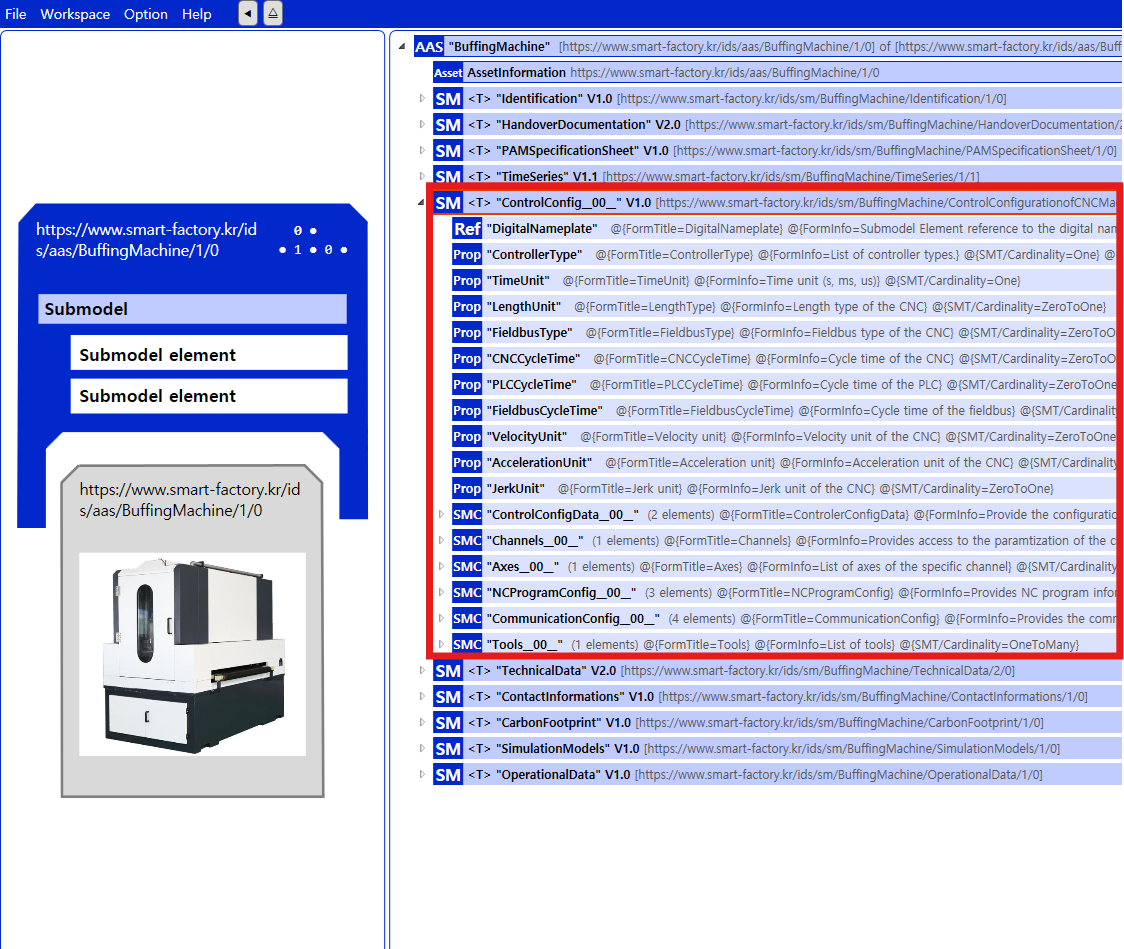 File Workspace Option Help
https://www.smart-factory.kr/id
s/aas/BuffingMachine/1/0
0
1 0
Submodel
Submodel element
Submodel element
https://www.smart-factory.kr/id
s/aas/BuffingMachine/1/0
AAS "BuffingMachine" [https://www.smart-factory.kr/ids/aas/BuffingMachine/1/0] of [https://www.smart-factory.kr/ids/aas/Buff
Asset AssetInformation https://www.smart-factory.kr/ids/aas/BuffingMachine/1/0
SM <T> "Identification" V1.0 [https://www.smart-factory.kr/ids/sm/BuffingMachine/Identification/1/0]
SM <T> "HandoverDocumentation" V2.0 [https://www.smart-factory.kr/ids/sm/BuffingMachine/HandoverDocumentation/2
SM <T> "PAMSpecificationSheet" V1.0 [https://www.smart-factory.kr/ids/sm/BuffingMachine/PAMSpecificationSheet/1/0]
SM <T> "TimeSeries" V1.1 [https://www.smart-factory.kr/ids/sm/BuffingMachine/TimeSeries/1/1]
SM <T> "ControlConfig__00__" V1.0 [https://www.smart-factory.kr/ids/sm/BuffingMachine/ControlConfigurationofCNCMa
Ref "DigitalNameplate" @{FormTitle=DigitalNameplate} @{FormInfo=Submodel Element reference to the digital nam
Prop "ControllerType" @{FormTitle=ControllerType} @{FormInfo=List of controller types.} @{SMT/Cardinality=One} @
Prop "TimeUnit" @{FormTitle=TimeUnit} @{FormInfo=Time unit (s, ms, us)} @{SMT/Cardinality=One}
Prop "LengthUnit" @{FormTitle=LengthType} @{FormInfo=Length type of the CNC} @{SMT/Cardinality=ZeroToOne}
Prop "FieldbusType" @{FormTitle=FieldbusType} @{FormInfo=Fieldbus type of the CNC} @{SMT/Cardinality=ZeroToO
Prop "CNCCycleTime" @{FormTitle=CNCCycleTime} @{FormInfo=Cycle time of the CNC} @{SMT/Cardinality=ZeroToO
Prop "PLCCycleTime" @{FormTitle=PLCCycleTime} @{FormInfo=Cycle time of the PLC} @{SMT/Cardinality=ZeroToOne
Prop "FieldbusCycleTime" @{FormTitle=FieldbusCycleTime} @{FormInfo=Cycle time of the fieldbus} @{SMT/Cardinality
Prop "VelocityUnit" @{FormTitle=Velocity unit} @{FormInfo=Velocity unit of the CNC} @{SMT/Cardinality=ZeroToOne
Prop "AccelerationUnit" @{FormTitle=Acceleration unit} @{FormInfo=Acceleration unit of the CNC} @{SMT/Cardinality
Prop "JerkUnit" @{FormTitle=Jerk unit} @{FormInfo=Jerk unit of the CNC} @{SMT/Cardinality=ZeroToOne}
SMC "ControlConfigData__00__" (2 elements) @{FormTitle=ControlerConfigData} @{FormInfo=Provide the configuratio
SMC "Channels__00__" (1 elements) @{FormTitle=Channels} @{FormInfo=Provides access to the paramtization of the c
SMC "Axes__00__" (1 elements) @{FormTitle=Axes} @{FormInfo=List of axes of the specific channel} @{SMT/Cardinality
SMC "NCProgramConfig__00__" (3 elements) @{FormTitle=NCProgramConfig} @{FormInfo=Provides NC program infor
SMC "CommunicationConfig__00__" (4 elements) @{FormTitle=CommunicationConfig} @{FormInfo=Provides the comm
SMC "Tools__00__" (1 elements) @{FormTitle=Tools} @{FormInfo=List of tools} @{SMT/Cardinality=OneToMany}
SM <T> "TechnicalData" V2.0 [https://www.smart-factory.kr/ids/sm/BuffingMachine/TechnicalData/2/0]
SM <T> "ContactInformations" V1.0 [https://www.smart-factory.kr/ids/sm/BuffingMachine/ContactInformations/1/0]
SM <T> "CarbonFootprint" V1.0 [https://www.smart-factory.kr/ids/sm/BuffingMachine/CarbonFootprint/1/0]
SM <T> "SimulationModels" V1.0 [https://www.smart-factory.kr/ids/sm/BuffingMachine/SimulationModels/1/0]
SM <T> "OperationalData" V1.0 [https://www.smart-factory.kr/ids/sm/BuffingMachine/OperationalData/1/0]